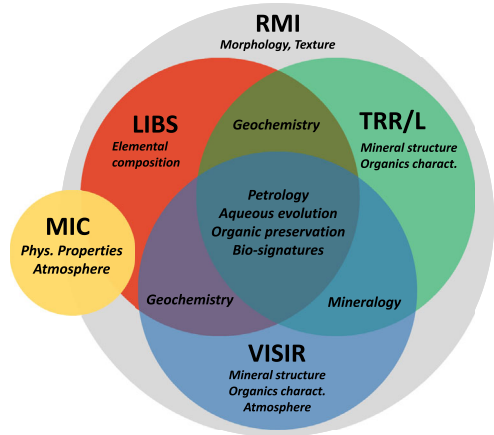 RMI
Morphology, Texture
LIBS
Elemental
composition
Geochemistry
TRR/L
Mineral structure
Organics charact.
MIC
Phys. Properties
Atmosphere
Petrology
Aqueous evolution
Organic preservation
Bio-signatures
Geochemistry
Mineralogy
VISIR
Mineral structure
Organics charact.
Atmosphere